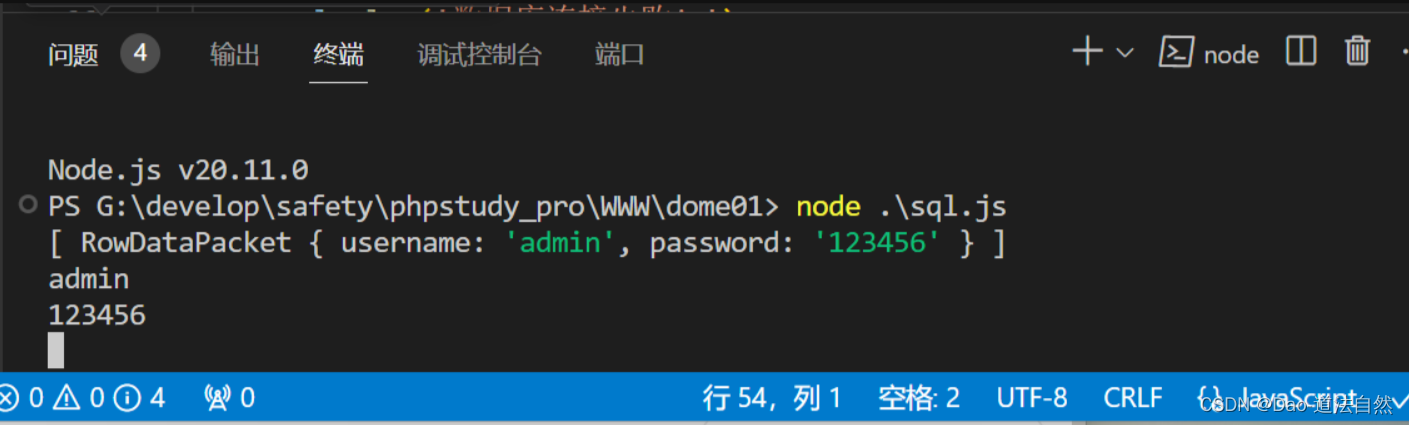 问题 4 输出 终端 调试控制台 端口 node
Node.js v20.11.0
PS G:\develop\safety\phpstudy_pro\WWW\dome01> node .\sql.js
[ RowDataPacket { username: 'admin', password: '123456' } ]
admin
123456
0 0 4 0 行 54，列 1 空格: 2 UTF-8 CRLF JavaScript
CSDN @Dao-道法自然